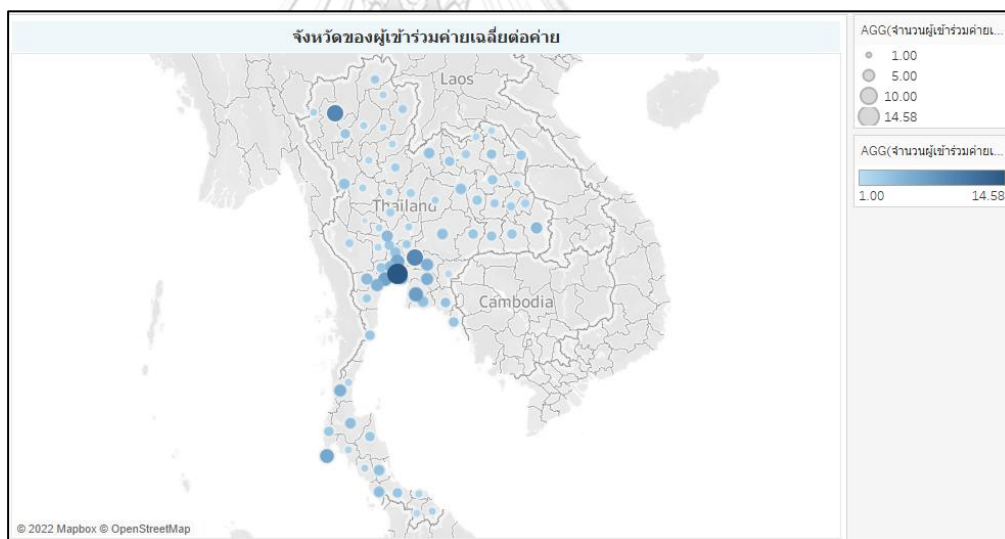 จังหวัดของผู้เข้าร่วมค่ายเฉลี่ยต่อค่าย
Laos
Thailand
Cambodia
© 2022 Mapbox © OpenStreetMap
AGG(จำนวนผู้เข้าร่วมค่ายเ...
1.00
5.00
10.00
14.58
AGG(จำนวนผู้เข้าร่วมค่ายเ...
1.00 14.58